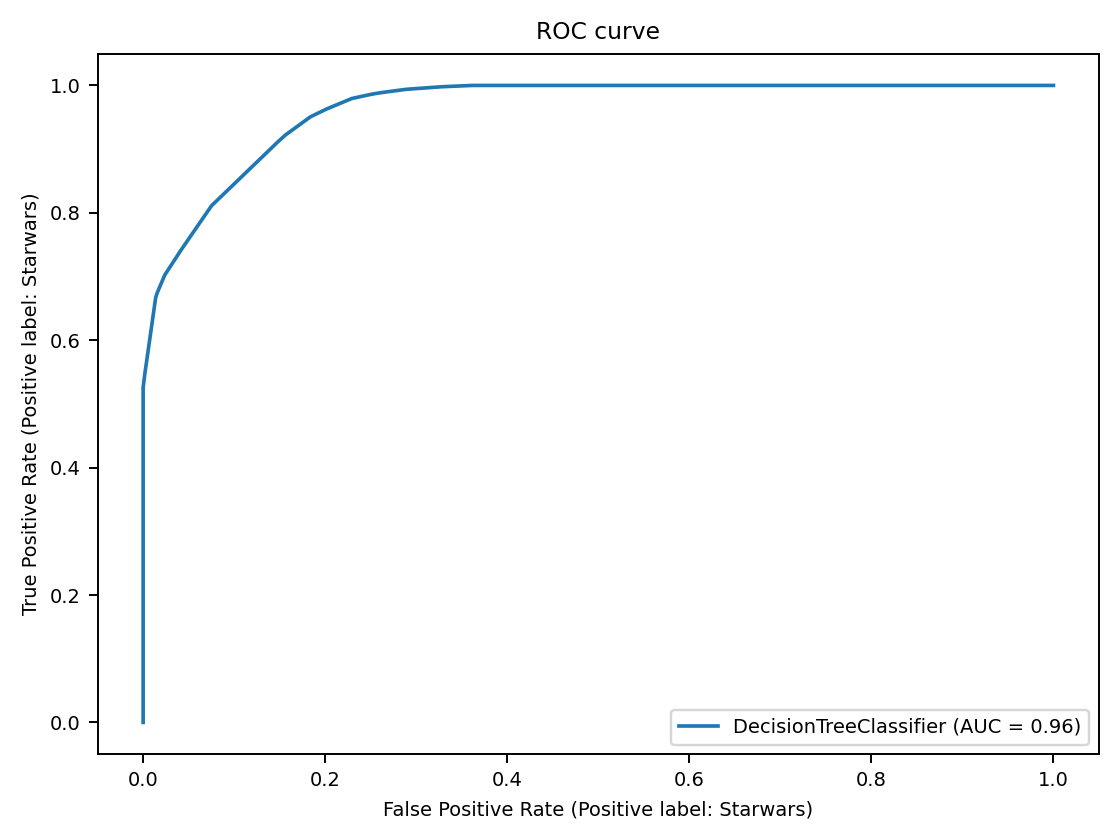 ROC curve
True Positive Rate (Positive label: Starwars)
1.0
0.8
0.6
0.4
0.2
0.0
DecisionTreeClassifier (AUC = 0.96)
0.0 0.2 0.4 0.6 0.8 1.0
False Positive Rate (Positive label: Starwars)